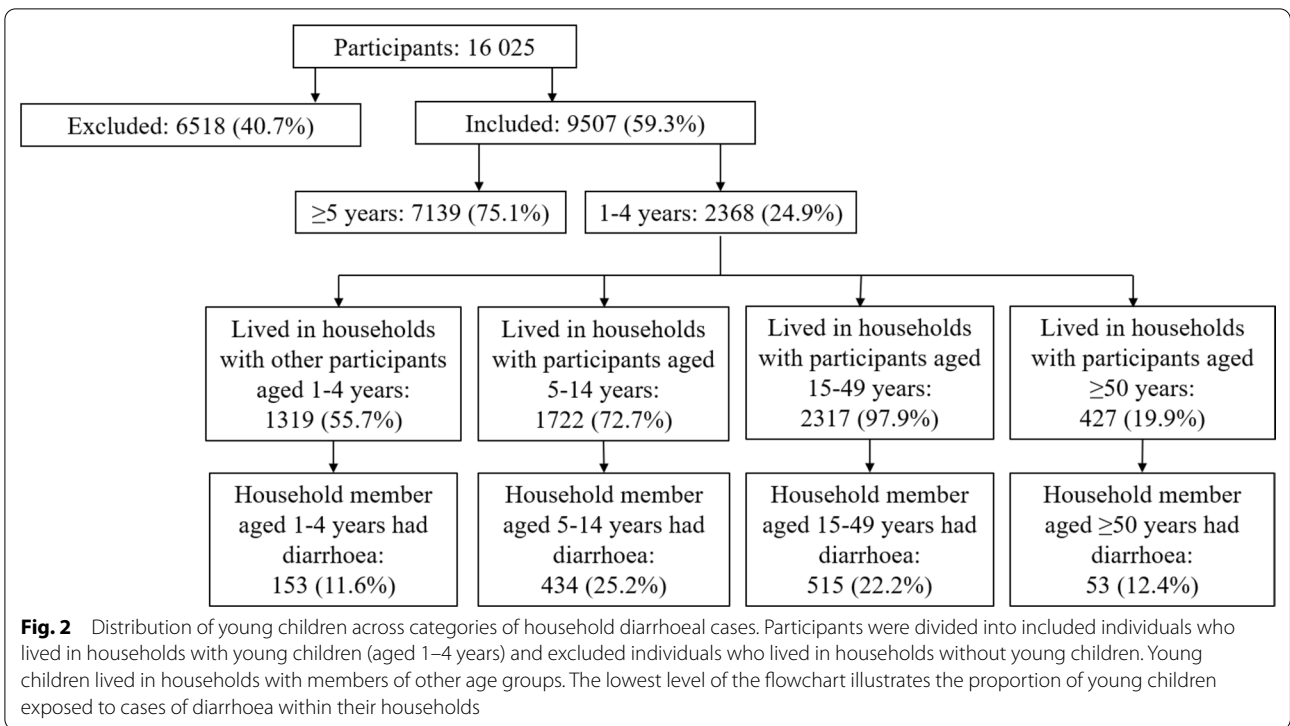 Participants: 16 025
Excluded: 6518 (40.7%)
Included: 9507 (59.3%)
≥5 years: 7139 (75.1%)
1-4 years: 2368 (24.9%)
Lived in households
with other participants
aged 1-4 years:
1319 (55.7%)
Lived in households
with participants aged
5-14 years:
1722 (72.7%)
Lived in households
with participants aged
15-49 years:
2317 (97.9%)
Lived in households
with participants aged
≥50 years:
427 (19.9%)
Household member
aged 1-4 years had
diarrhoea:
153 (11.6%)
Household member
aged 5-14 years had
diarrhoea:
434 (25.2%)
Household member
aged 15-49 years had
diarrhoea:
515 (22.2%)
Household member
aged ≥50 years had
diarrhoea:
53 (12.4%)
Fig. 2 Distribution of young children across categories of household diarrhoeal cases. Participants were divided into included individuals who
lived in households with young children (aged 1–4 years) and excluded individuals who lived in households without young children. Young
children lived in households with members of other age groups. The lowest level of the flowchart illustrates the proportion of young children
exposed to cases of diarrhoea within their households